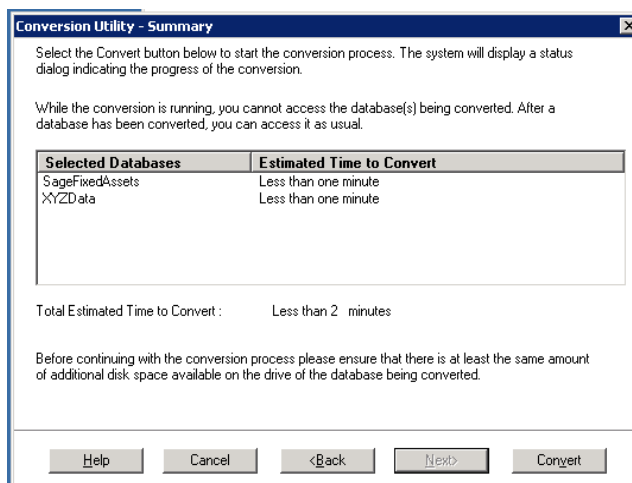 Conversion Utility - Summary
Select the Convert button below to start the conversion process. The system will display a status
dialog indicating the progress of the conversion.
While the conversion is running, you cannot access the database(s) being converted. After a
database has been converted, you can access it as usual.
Selected Databases Estimated Time to Convert
SageFixedAssets Less than one minute
XYZData Less than one minute
Total Estimated Time to Convert : Less than 2 minutes
Before continuing with the conversion process please ensure that there is at least the same amount
of additional disk space available on the drive of the database being converted.
Help Cancel <Back Next> Convert